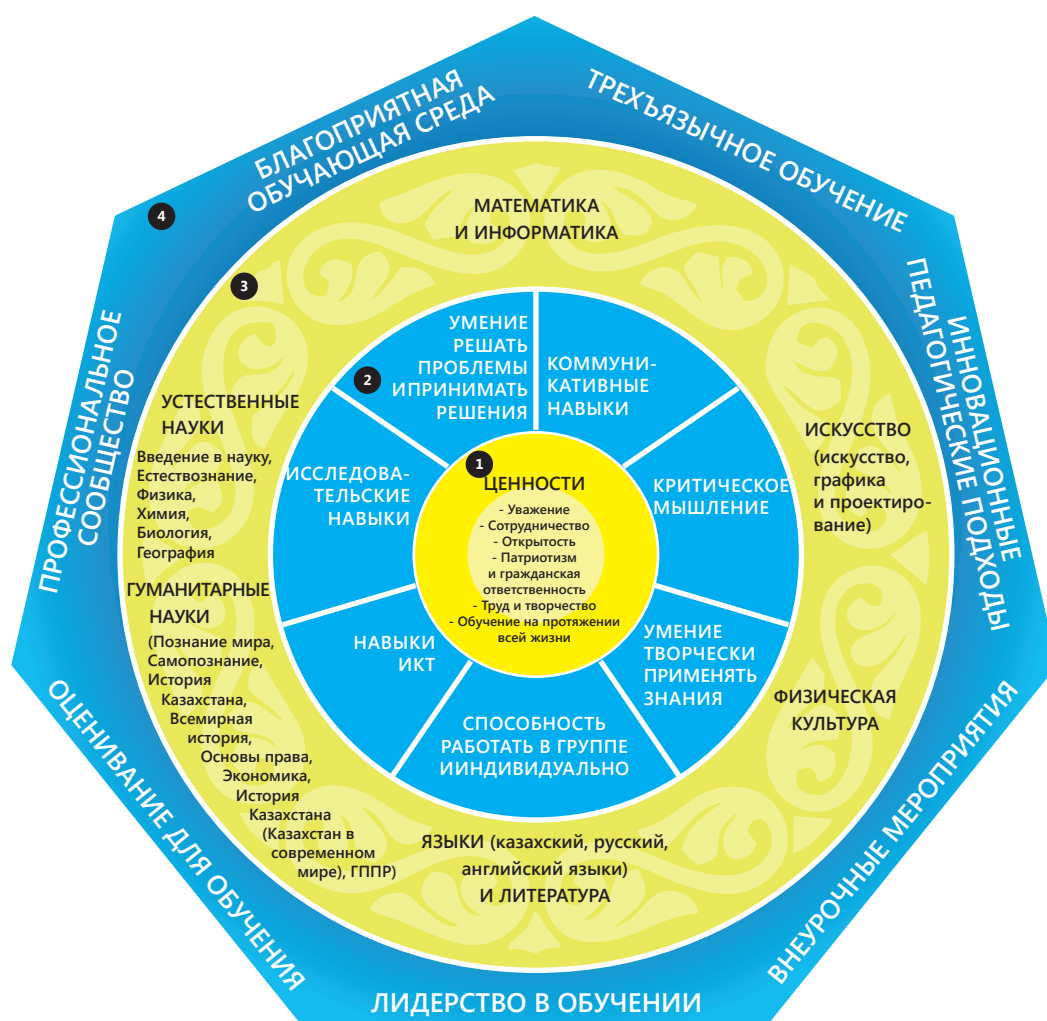 БЛАГОПРИЯТНАЯ
ОБУЧАЮЩАЯ СРЕДА
ТРЕХЪЯЗЫЧНОЕ ОБУЧЕНИЕ
ИННОВАЦИОННЫЕ
ПЕДАГОГИЧЕСКИЕ ПОДХОДЫ
ВНЕУРОЧНЫЕ МЕРОПРИЯТИЯ
ЛИДЕРСТВО В ОБУЧЕНИИ
ОЦЕНИВАНИЕ ДЛЯ ОБУЧЕНИЯ
ПРОФЕССИОНАЛЬНОЕ
СООБЩЕСТВО
4
3
МАТЕМАТИКА
И ИНФОРМАТИКА
ИСКУССТВО
(искусство,
графика
и проектиро-
вание)
ФИЗИЧЕСКАЯ
КУЛЬТУРА
ЯЗЫКИ (казахский, русский,
английский языки)
И ЛИТЕРАТУРА
УСТЕСТВЕННЫЕ
НАУКИ
Введение в науку,
Естествознание,
Физика,
Химия,
Биология,
География
ГУМАНИТАРНЫЕ
НАУКИ
(Познание мира,
Самопознание,
История
Казахстана,
Всемирная
история,
Основы права,
Экономика,
История
Казахстана
(Казахстан в
современном
мире), ГППР)
2
УМЕНИЕ
РЕШАТЬ
ПРОБЛЕМЫ
ИПРИНИМАТЬ
РЕШЕНИЯ
КОММУНИ-
КАТИВНЫЕ
НАВЫКИ
КРИТИЧЕСКОЕ
МЫШЛЕНИЕ
УМЕНИЕ
ТВОРЧЕСКИ
ПРИМЕНЯТЬ
ЗНАНИЯ
СПОСОБНОСТЬ
РАБОТАТЬ В ГРУППЕ
ИИНДИВИДУАЛЬНО
НАВЫКИ
ИКТ
ИССЛЕДОВА-
ТЕЛЬСКИЕ
НАВЫКИ
1
ЦЕННОСТИ
- Уважение
- Сотрудничество
- Открытость
- Патриотизм
и гражданская
ответственность
- Труд и творчество
- Обучение на протяжении
всей жизни